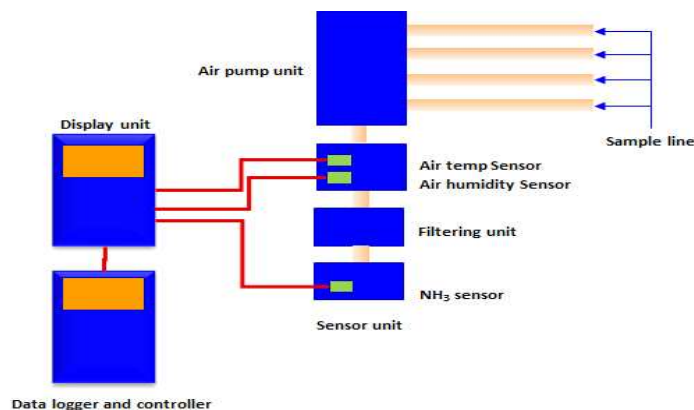 Air pump unit
Display unit
Sample line
Air temp Sensor
Air humidity Sensor
Filtering unit
NH₃ sensor
Sensor unit
Data logger and controller